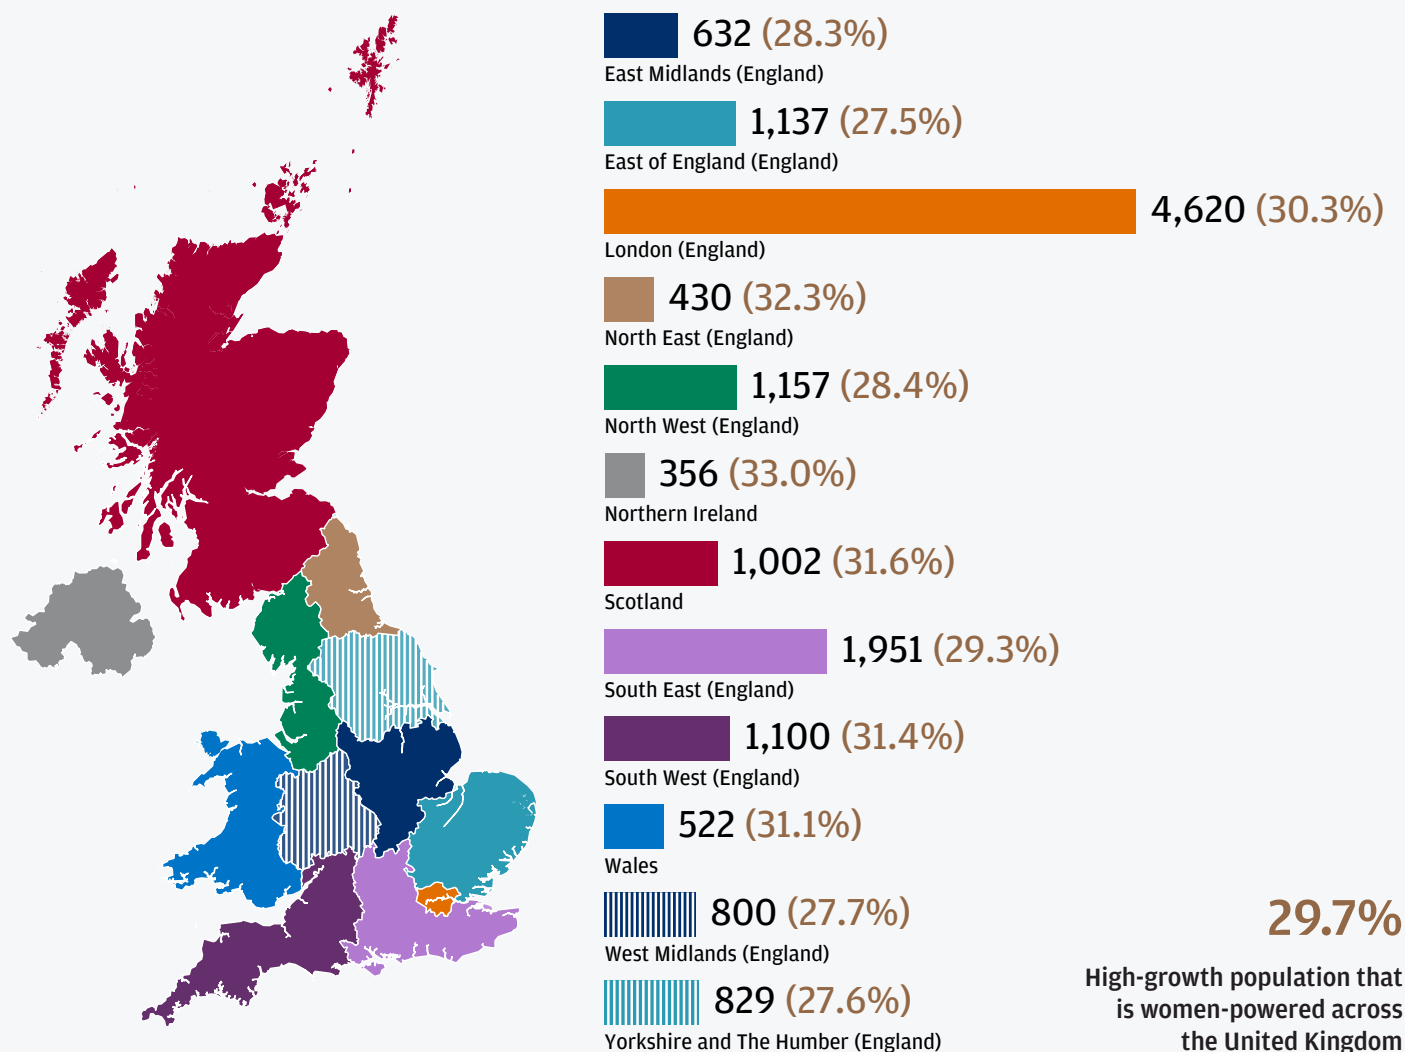 632 (28.3%)
East Midlands (England)
1,137 (27.5%)
East of England (England)
4,620 (30.3%)
London (England)
430 (32.3%)
North East (England)
1,157 (28.4%)
North West (England)
356 (33.0%)
Northern Ireland
1,002 (31.6%)
Scotland
1,951 (29.3%)
South East (England)
1,100 (31.4%)
South West (England)
522 (31.1%)
Wales
800 (27.7%)
West Midlands (England)
829 (27.6%)
Yorkshire and The Humber (England)
29.7%
High-growth population that
is women-powered across
the United Kingdom